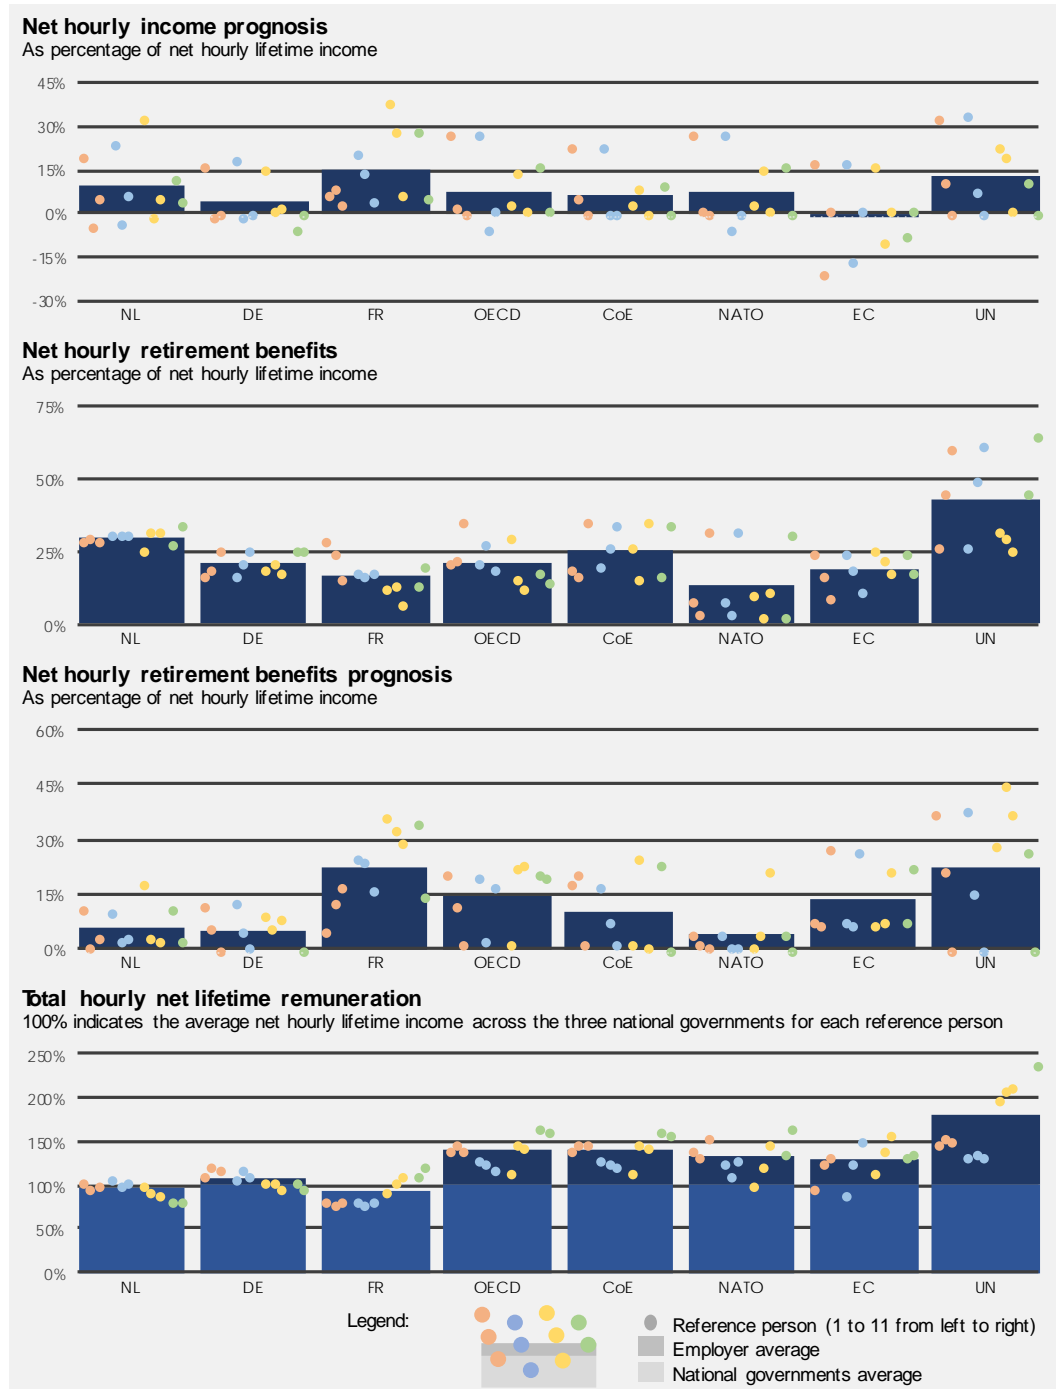 Net hourly income prognosis
As percentage of net hourly lifetime income
45%
30%
15%
0%
-15%
-30%
NL DE FR OECD CoE NATO EC UN
Net hourly retirement benefits
As percentage of net hourly lifetime income
75%
50%
25%
0%
NL DE FR OECD CoE NATO EC UN
Net hourly retirement benefits prognosis
As percentage of net hourly lifetime income
60%
45%
30%
15%
0%
NL DE FR OECD CoE NATO EC UN
Total hourly net lifetime remuneration
100% indicates the average net hourly lifetime income across the three national governments for each reference person
250%
200%
150%
100%
50%
0%
NL DE FR OECD CoE NATO EC UN
Legend:
Reference person (1 to 11 from left to right)
Employer average
National governments average